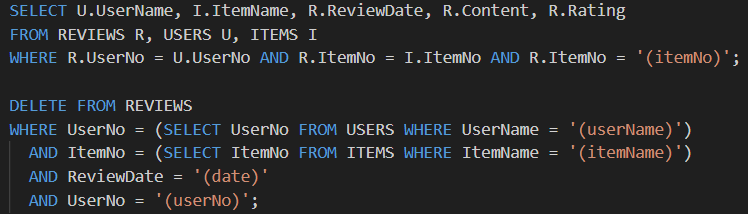 SELECT U.UserName, I.ItemName, R.ReviewDate, R.Content, R.Rating
FROM REVIEWS R, USERS U, ITEMS I
WHERE R.UserNo = U.UserNo AND R.ItemNo = I.ItemNo AND R.ItemNo = '(itemNo)';
DELETE FROM REVIEWS
WHERE UserNo = (SELECT UserNo FROM USERS WHERE UserName = '(userName)')
AND ItemNo = (SELECT ItemNo FROM ITEMS WHERE ItemName = '(itemName)')
AND ReviewDate = '(date)'
AND UserNo = '(userNo)';